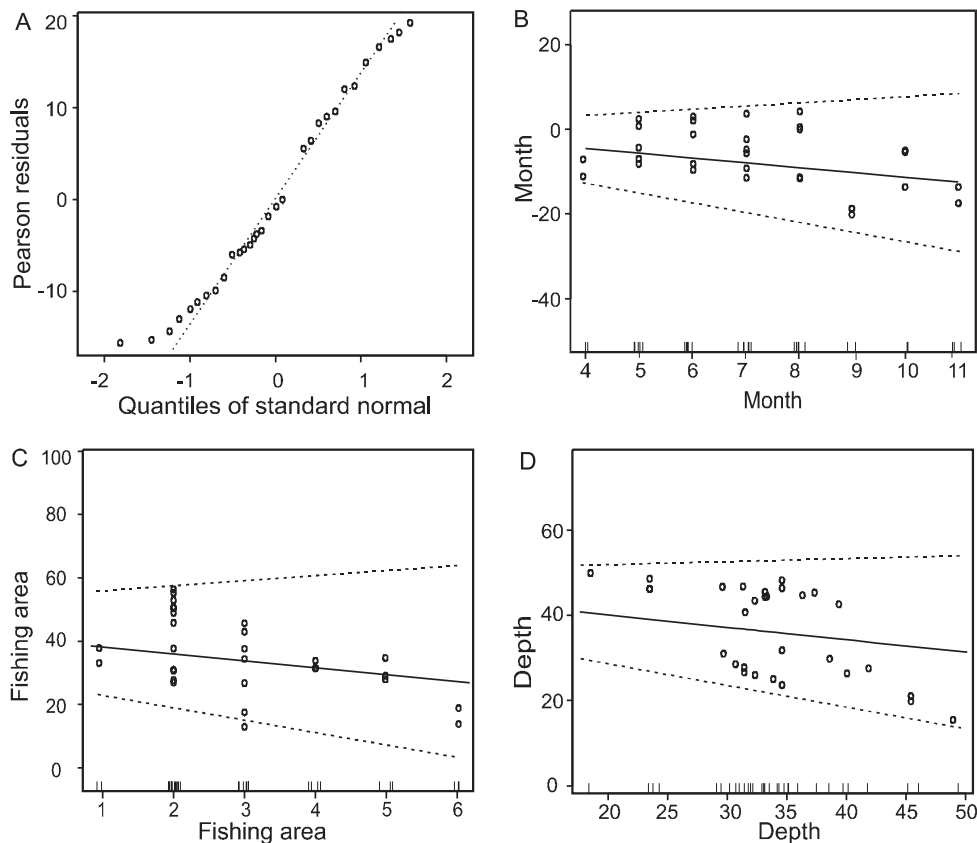 A
20
10
0
-10
Pearson residuals
-2 -1 0 1 2
Quantiles of standard normal
B
20
0
-20
-40
Month
4 5 6 7 8 9 10 11
Month
C
100
80
60
40
20
0
Fishing area
1 2 3 4 5 6
Fishing area
D
60
40
20
0
Depth
20 30 35 40 45 50
Depth